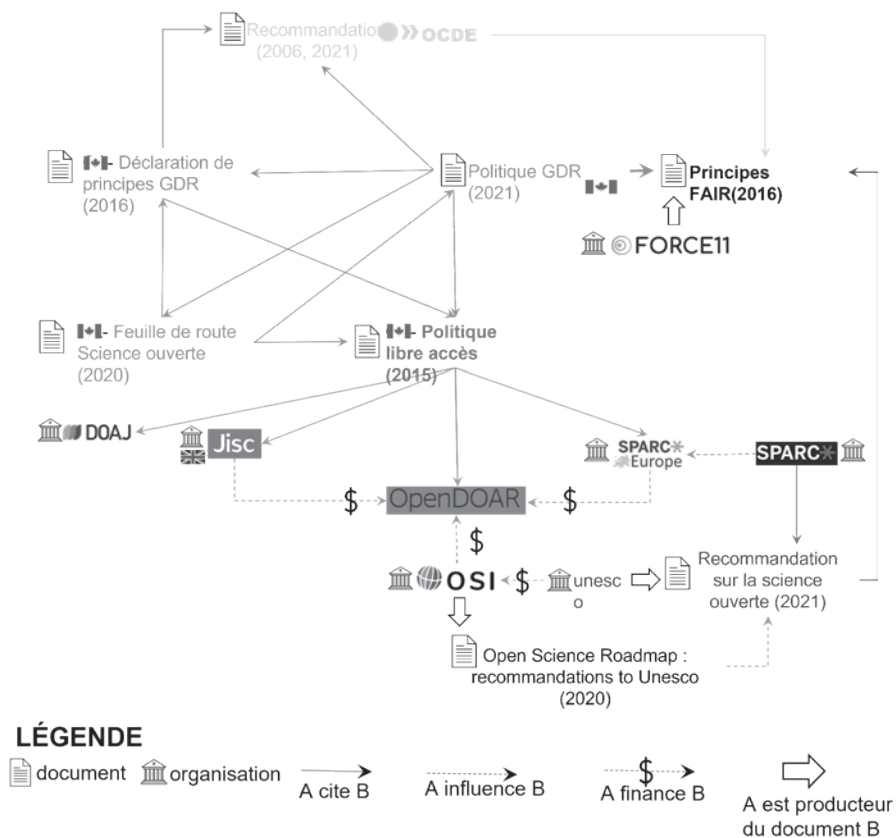 Recommandatio OCDE
(2006, 2021)
- Déclaration de
principes GDR
(2016)
Politique GDR
(2021)
Principes
FAIR(2016)
FORCE11
- Feuille de route
Science ouverte
(2020)
- Politique
libre accès
(2015)
DOAJ
Jisc
SPARC*
Europe
SPARC*
$
OpenDOAR
$
$
OSI
$
unesc
o
Recommandation
sur la science
ouverte (2021)
Open Science Roadmap :
recommandations to Unesco
(2020)
LÉGENDE
document
organisation
A cite B
A influence B
$
A finance B
A est producteur
du document B